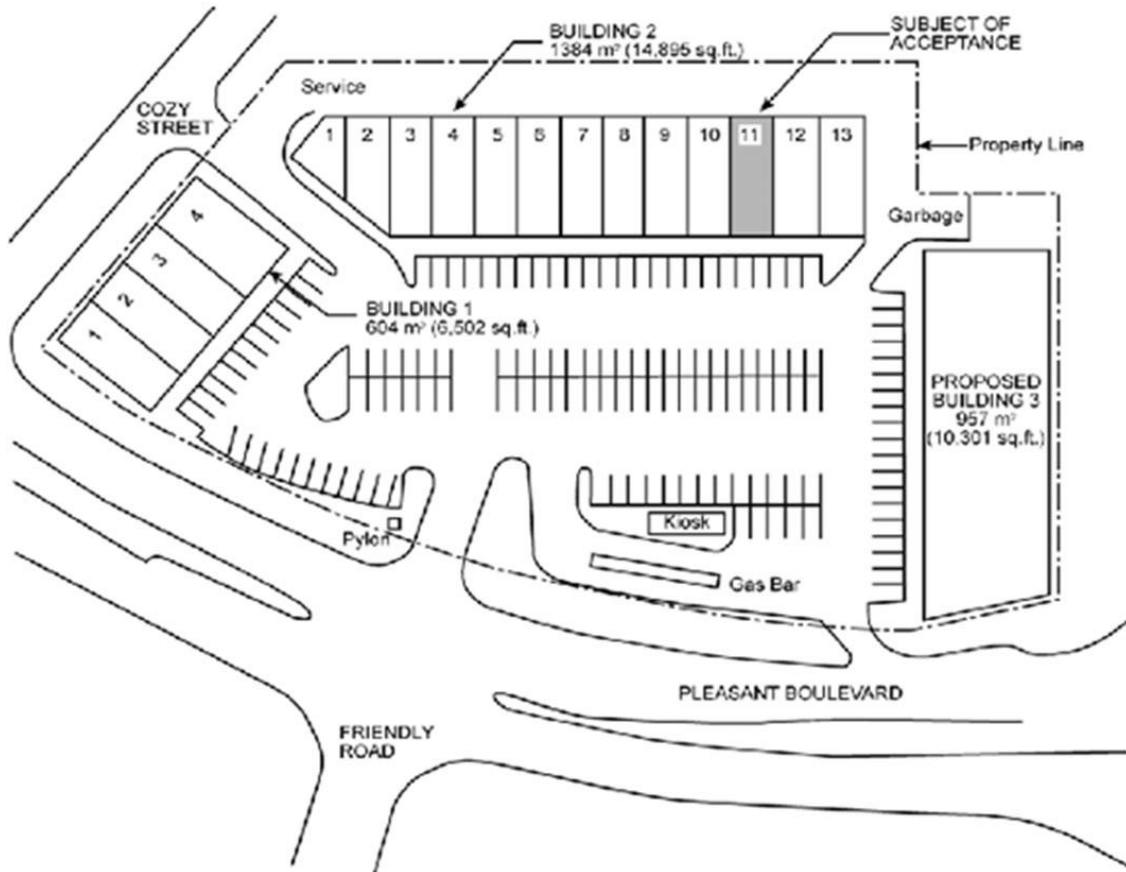 BUILDING 2
1384 m² (14,895 sq.ft.)
SUBJECT OF
ACCEPTANCE
Service
COZY
STREET
1 2 3 4 5 6 7 8 9 10 11 12 13
Property Line
Garbage
4
3
2
1
BUILDING 1
604 m² (6,502 sq.ft.)
PROPOSED
BUILDING 3
957 m²
(10,301 sq.ft.)
Pylon
Kiosk
Gas Bar
PLEASANT BOULEVARD
FRIENDLY
ROAD